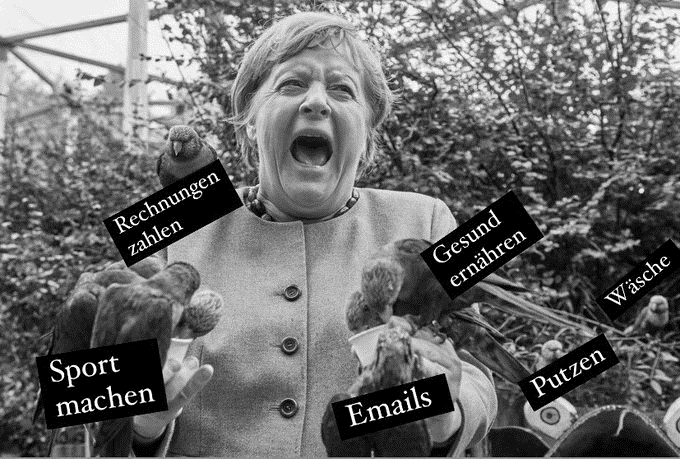 Rechnungen
zahlen
Gesund
ernähren
Wäsche
Sport
machen
Emails
Putzen